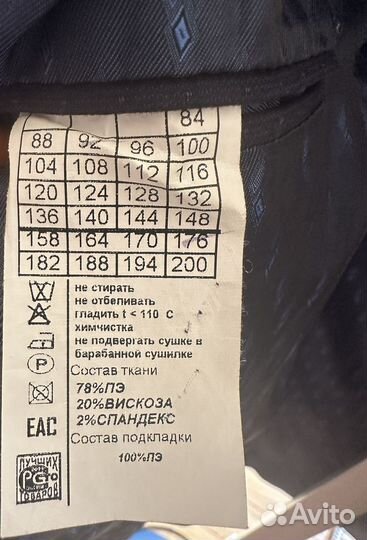 84
88 92 96 100
104 108 112 116
120 124 128 132
136 140 144 148
158 164 170 176
182 188 194 200
не стирать
не отбеливать
гладить t < 110 С
химчистка
не подвергать сушке в
барабанной сушилке
P
Состав ткани
78%ПЭ
20%ВИСКОЗА
2%СПАНДЕКС
EAC
Состав подкладки
100%ПЭ
ЛУЧШИХ
ТОВАРОВ
Avito